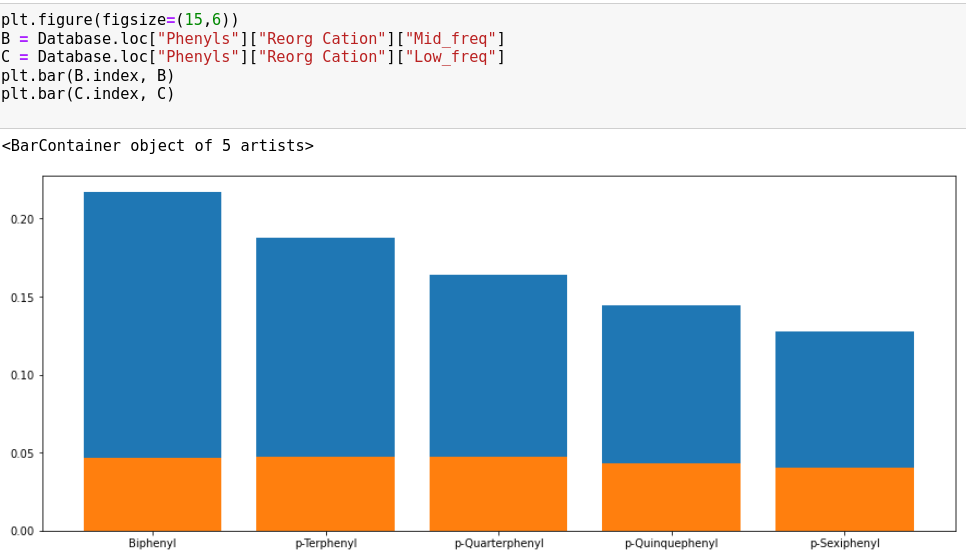 plt.figure(figsize=(15,6))
B = Database.loc["Phenyls"]["Reorg Cation"]["Mid_freq"]
C = Database.loc["Phenyls"]["Reorg Cation"]["Low_freq"]
plt.bar(B.index, B)
plt.bar(C.index, C)
<BarContainer object of 5 artists>
0.20
0.15
0.10
0.05
0.00
Biphenyl p-Terphenyl p-Quarterphenyl p-Quinquephenyl p-Sexiphenyl